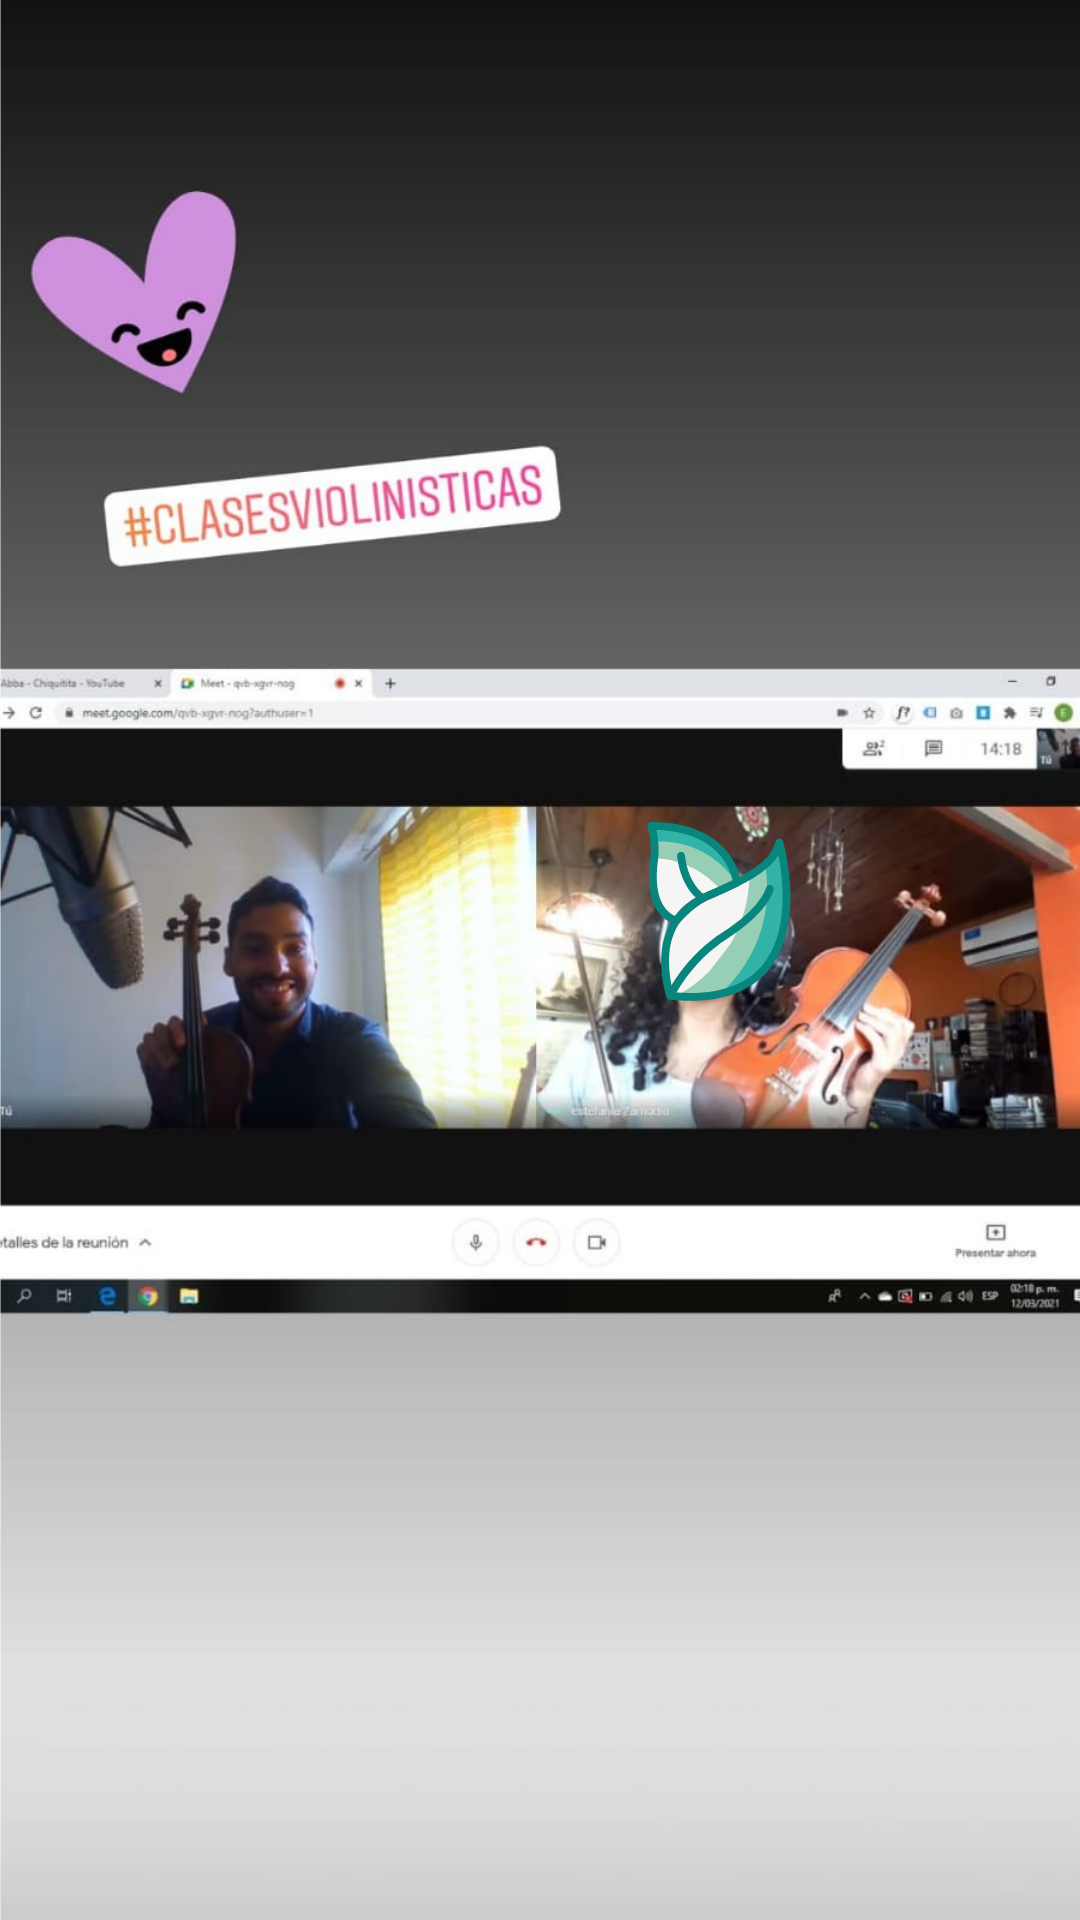 #CLASESVIOLINISTICAS
Abba - Chiquitita - YouTube
Meet - qvb-xgvr-nog
meet.google.com/qvb-xgvr-nog?authuser=1
f?
E
2
14:18
Tú
Tú
estefania Zamudio
etalles de la reunión
Presentar ahora
ESP
02:18 p. m.
12/03/2021